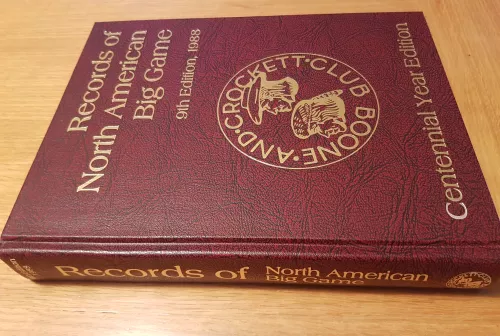 Records of
North American
Big Game
9th Edition, 1988
BOONE · AND · CROCKETT · CLUB
Centennial Year Edition
Records of North American
Big Game